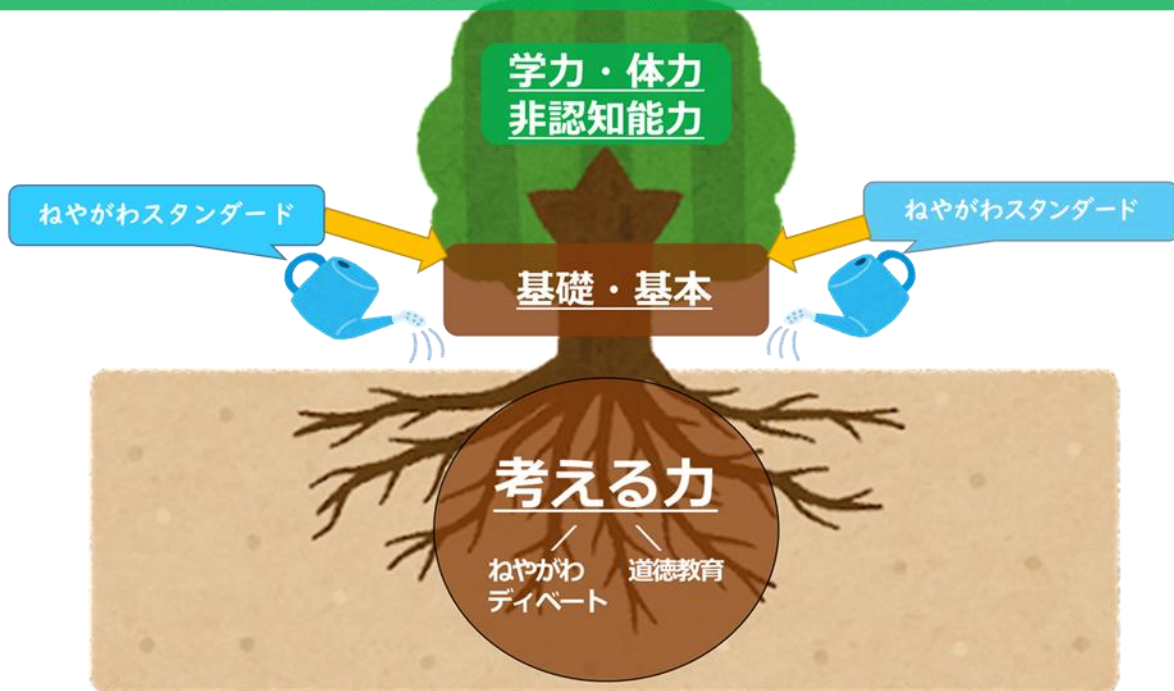 学力・体力
非認知能力
ねやがわスタンダード
ねやがわスタンダード
基礎・基本
考える力
ねやがわ
ディベート
道徳教育